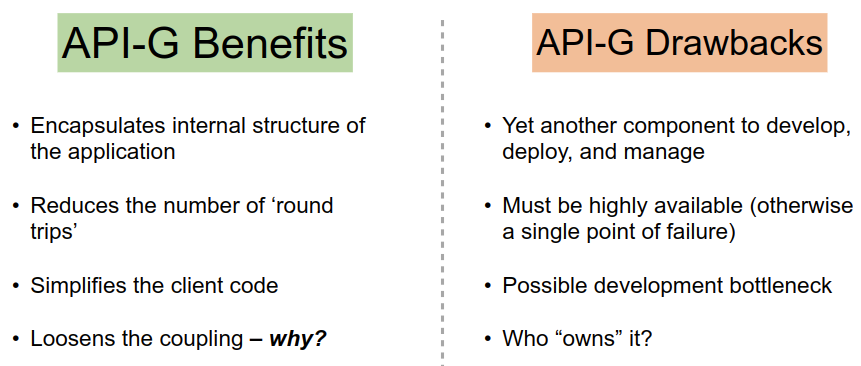 API-G Benefits
• Encapsulates internal structure of
the application
• Reduces the number of ‘round
trips’
• Simplifies the client code
• Loosens the coupling – why?
API-G Drawbacks
• Yet another component to develop,
deploy, and manage
• Must be highly available (otherwise
a single point of failure)
• Possible development bottleneck
• Who “owns” it?